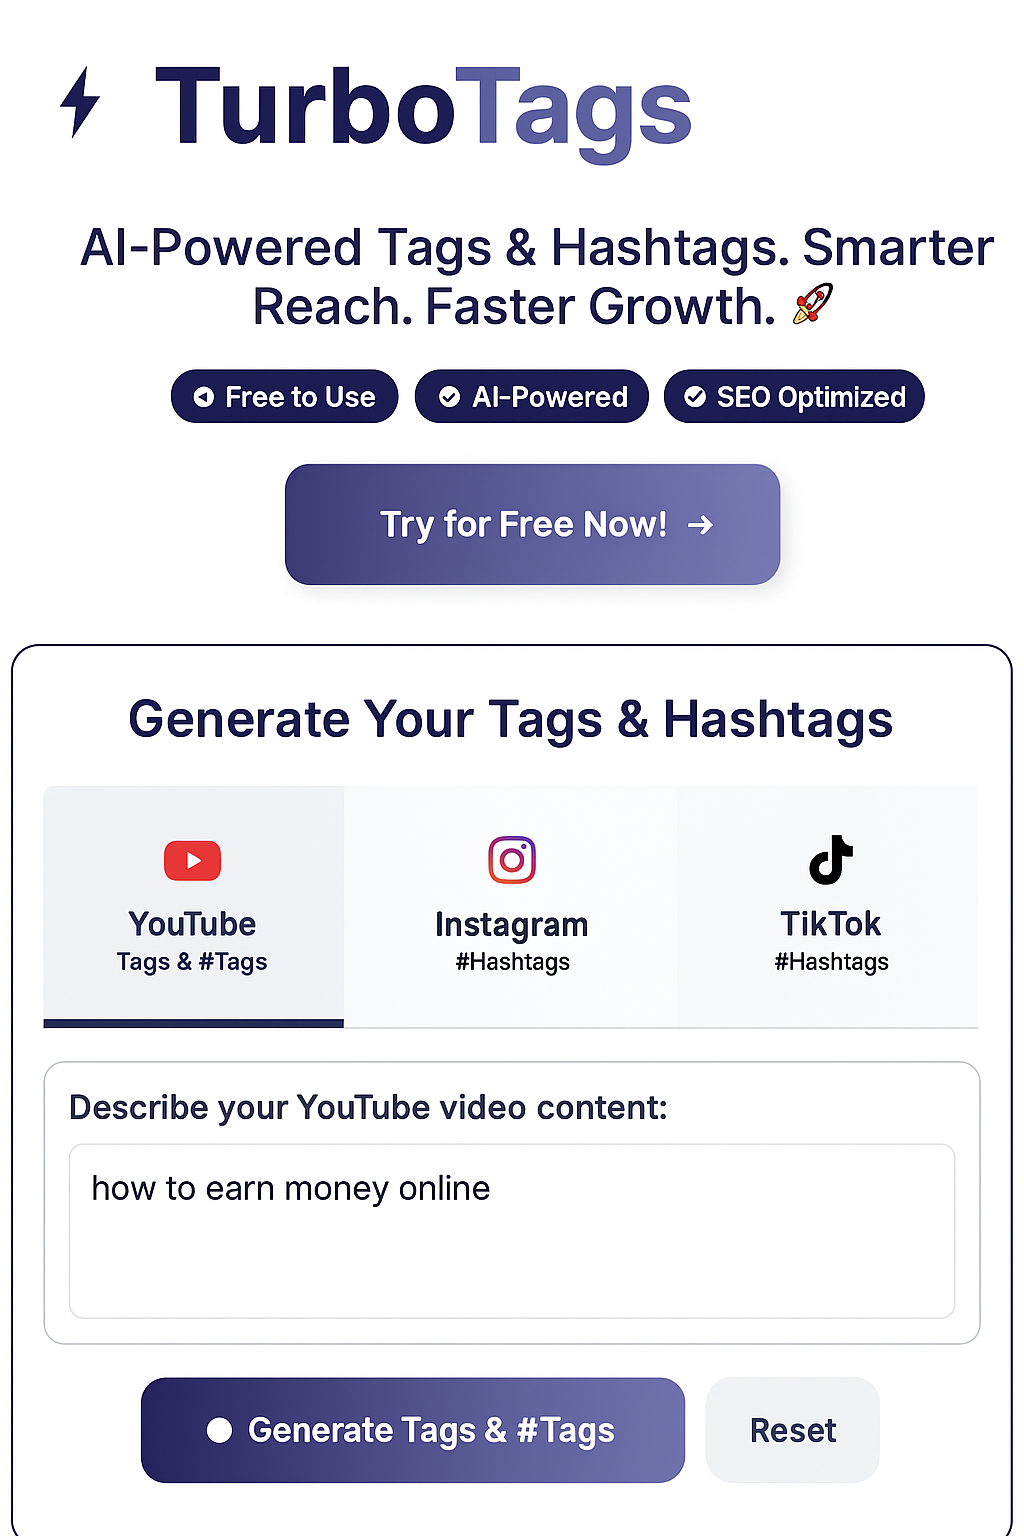 TurboTags
AI-Powered Tags & Hashtags. Smarter
Reach. Faster Growth. 🚀
Free to Use AI-Powered SEO Optimized
Try for Free Now! →
Generate Your Tags & Hashtags
YouTube Instagram TikTok
Tags & #Tags #Hashtags #Hashtags
Describe your YouTube video content:
how to earn money online
Generate Tags & #Tags Reset